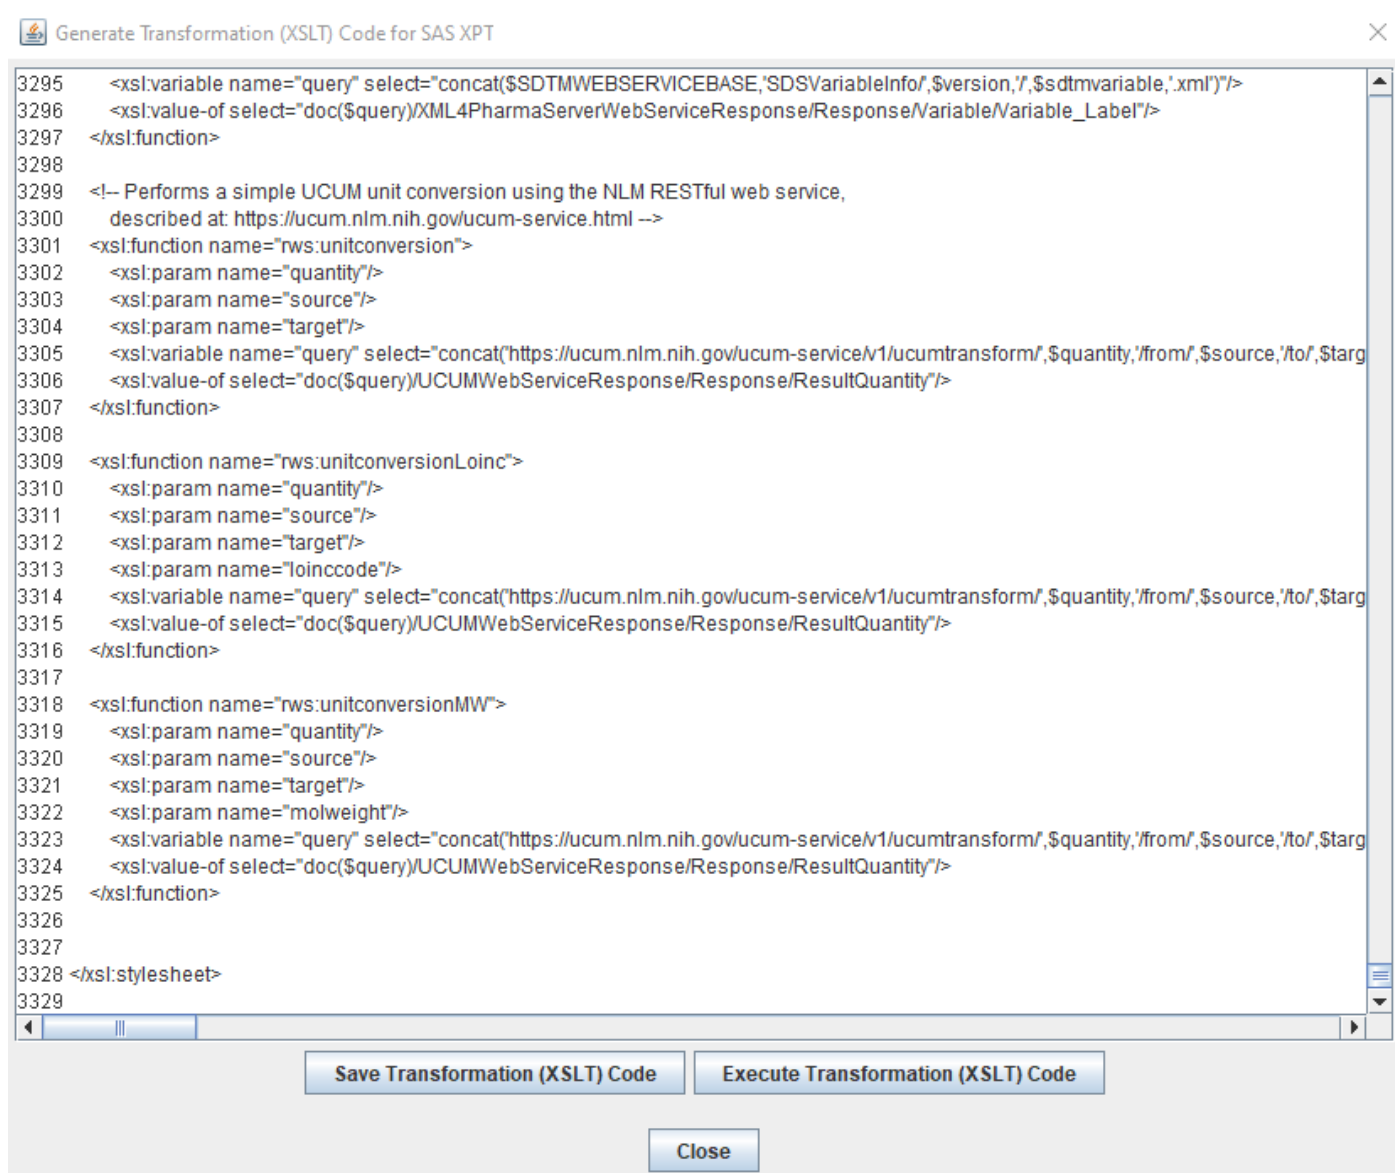 Generate Transformation (XSLT) Code for SAS XPT
3295 <xsl:variable name="query" select="concat($SDTMWEBSERVICEBASE,'SDSVariableInfo/',$version,'/',$sdtmvariable,'.xml')"/>
3296 <xsl:value-of select="doc($query)/XML4PharmaServerWebServiceResponse/Response/Variable/Variable_Label"/>
3297 </xsl:function>
3298
3299 <!-- Performs a simple UCUM unit conversion using the NLM RESTful web service,
3300 described at: https://ucum.nlm.nih.gov/ucum-service.html -->
3301 <xsl:function name="rws:unitconversion">
3302 <xsl:param name="quantity"/>
3303 <xsl:param name="source"/>
3304 <xsl:param name="target"/>
3305 <xsl:variable name="query" select="concat('https://ucum.nlm.nih.gov/ucum-service/v1/ucumtransform/',$quantity,'/from/',$source,'/to/',$targ
3306 <xsl:value-of select="doc($query)/UCUMWebServiceResponse/Response/ResultQuantity"/>
3307 </xsl:function>
3308
3309 <xsl:function name="rws:unitconversionLoinc">
3310 <xsl:param name="quantity"/>
3311 <xsl:param name="source"/>
3312 <xsl:param name="target"/>
3313 <xsl:param name="loinccode"/>
3314 <xsl:variable name="query" select="concat('https://ucum.nlm.nih.gov/ucum-service/v1/ucumtransform/',$quantity,'/from/',$source,'/to/',$targ
3315 <xsl:value-of select="doc($query)/UCUMWebServiceResponse/Response/ResultQuantity"/>
3316 </xsl:function>
3317
3318 <xsl:function name="rws:unitconversionMW">
3319 <xsl:param name="quantity"/>
3320 <xsl:param name="source"/>
3321 <xsl:param name="target"/>
3322 <xsl:param name="molweight"/>
3323 <xsl:variable name="query" select="concat('https://ucum.nlm.nih.gov/ucum-service/v1/ucumtransform/',$quantity,'/from/',$source,'/to/',$targ
3324 <xsl:value-of select="doc($query)/UCUMWebServiceResponse/Response/ResultQuantity"/>
3325 </xsl:function>
3326
3327
3328 </xsl:stylesheet>
3329
Save Transformation (XSLT) Code
Execute Transformation (XSLT) Code
Close